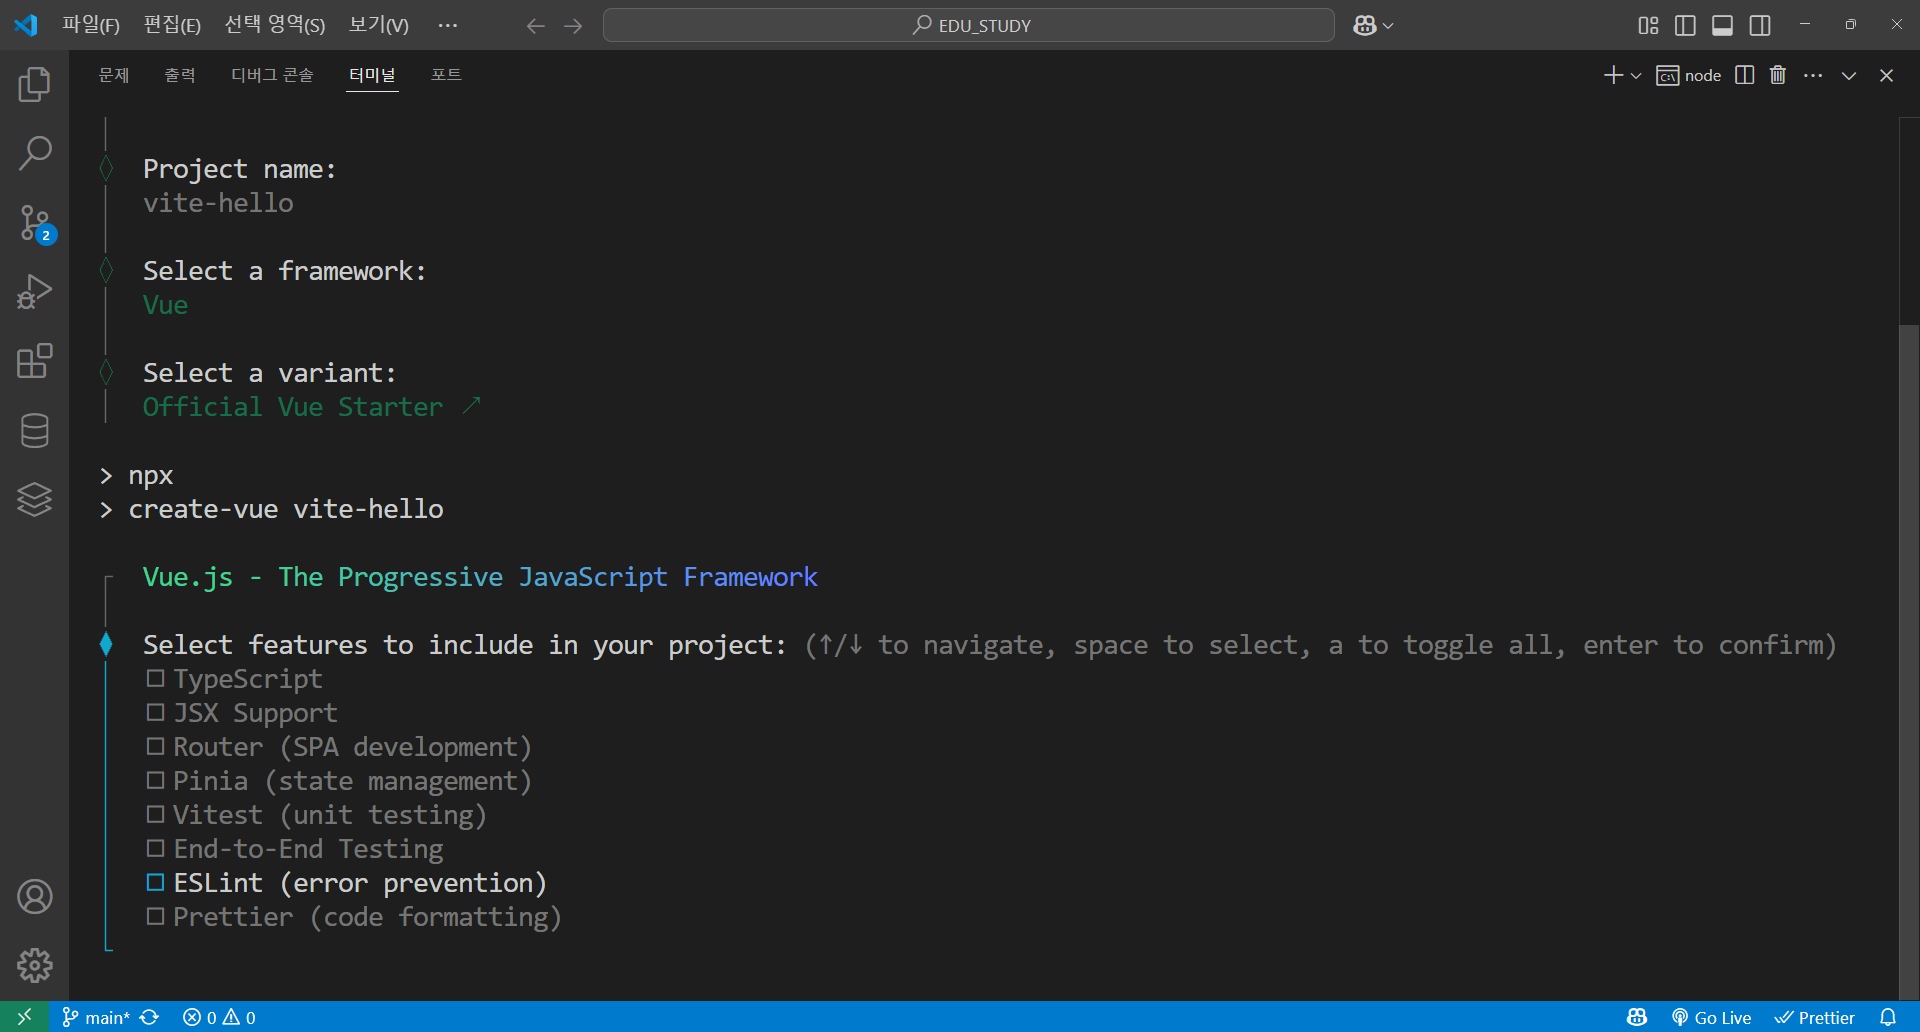 파일(F) 편집(E) 선택 영역(S) 보기(V) ··· EDU_STUDY
문제 출력 디버그 콘솔 터미널 포트 node
Project name:
vite-hello
2
Select a framework:
Vue
Select a variant:
Official Vue Starter ↗
> npx
> create-vue vite-hello
Vue.js - The Progressive JavaScript Framework
Select features to include in your project: (↑/↓ to navigate, space to select, a to toggle all, enter to confirm)
TypeScript
JSX Support
Router (SPA development)
Pinia (state management)
Vitest (unit testing)
End-to-End Testing
ESLint (error prevention)
Prettier (code formatting)
main* 0 0 Go Live Prettier